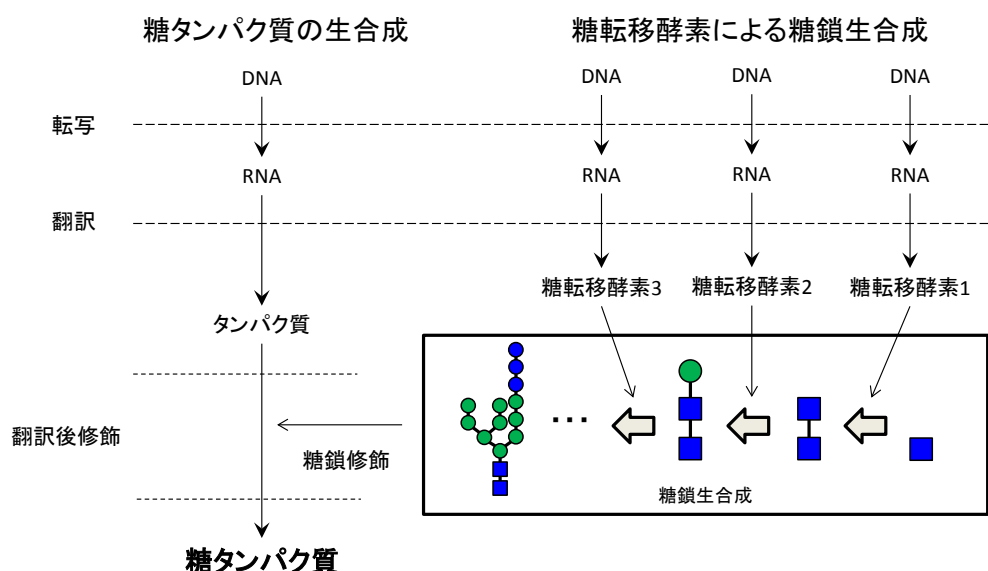 糖タンパク質の生合成
糖転移酵素による糖鎖生合成
DNA
DNA
DNA
DNA
転写
RNA
RNA
RNA
RNA
翻訳
糖転移酵素3
糖転移酵素2
糖転移酵素1
タンパク質
翻訳後修飾
糖鎖修飾
…
糖鎖生合成
糖タンパク質